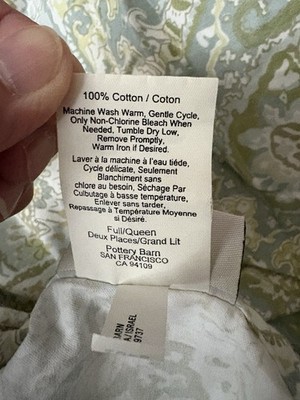 100% Cotton / Coton
Machine Wash Warm, Gentle Cycle,
Only Non-Chlorine Bleach When
Needed, Tumble Dry Low,
Remove Promptly,
Warm Iron if Desired.
Laver à la machine à l'eau tiède,
Cycle délicate, Seulement
Blanchiment sans
chlore au besoin, Séchage Par
Culbutage à basse température,
Enlever sans tarder,
Repassage à Température Moyenne
si Désiré.
Full/Queen
Deux Places/Grand Lit
Pottery Barn
SAN FRANCISCO
CA 94109
ISRAEL
9737